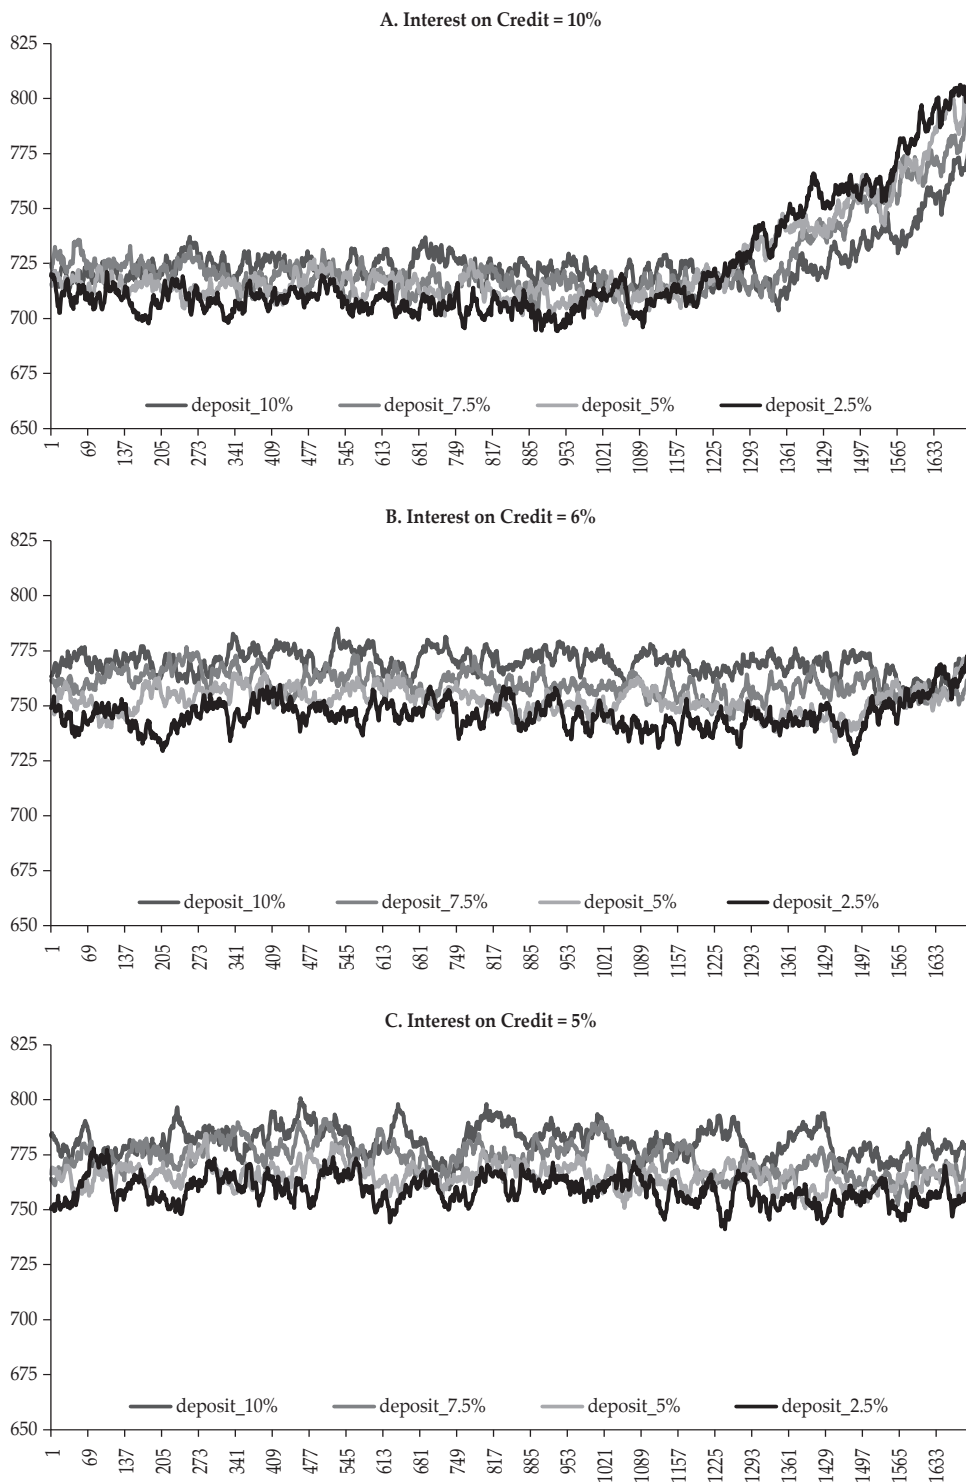 A. Interest on Credit = 10%
825
800
775
750
725
700
675
650
deposit_10% deposit_7.5% deposit_5% deposit_2.5%
1 69 137 205 273 341 409 477 545 613 681 749 817 885 953 1021 1089 1157 1225 1293 1361 1429 1497 1565 1633
B. Interest on Credit = 6%
825
800
775
750
725
700
675
650
deposit_10% deposit_7.5% deposit_5% deposit_2.5%
1 69 137 205 273 341 409 477 545 613 681 749 817 885 953 1021 1089 1157 1225 1293 1361 1429 1497 1565 1633
C. Interest on Credit = 5%
825
800
775
750
725
700
675
650
deposit_10% deposit_7.5% deposit_5% deposit_2.5%
1 69 137 205 273 341 409 477 545 613 681 749 817 885 953 1021 1089 1157 1225 1293 1361 1429 1497 1565 1633